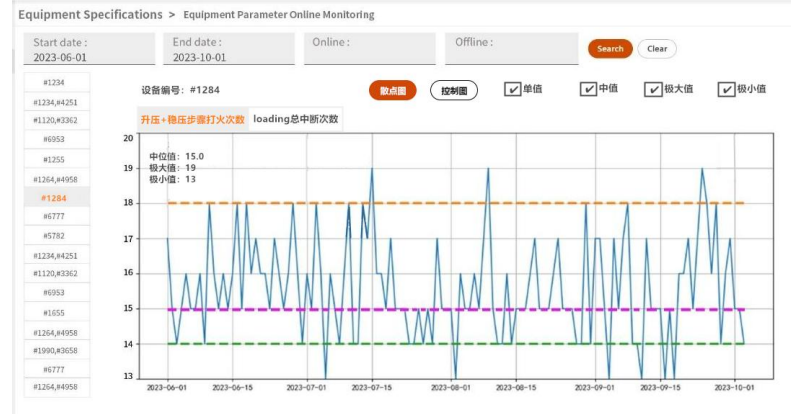 Equipment Specifications > Equipment Parameter Online Monitoring
Start date :
2023-06-01
End date :
2023-10-01
Online :
Offline :
Search
Clear
#1234
#1234,#4251
#1120,#3362
#6953
#1255
#1264,#4958
#1284
#6777
#5782
#1234,#4251
#1120,#3362
#6953
#1655
#1264,#4958
#1990,#3658
#6777
#1264,#4958
设备编号: #1284
散点图
控制图
单值
中值
极大值
极小值
升压+稳压步骤打火次数
loading总中断次数
中位值: 15.0
极大值: 19
极小值: 13
20
19
18
17
16
15
14
13
2023-06-01
2023-06-15
2023-07-01
2023-07-15
2023-08-01
2023-08-15
2023-09-01
2023-09-15
2023-10-01